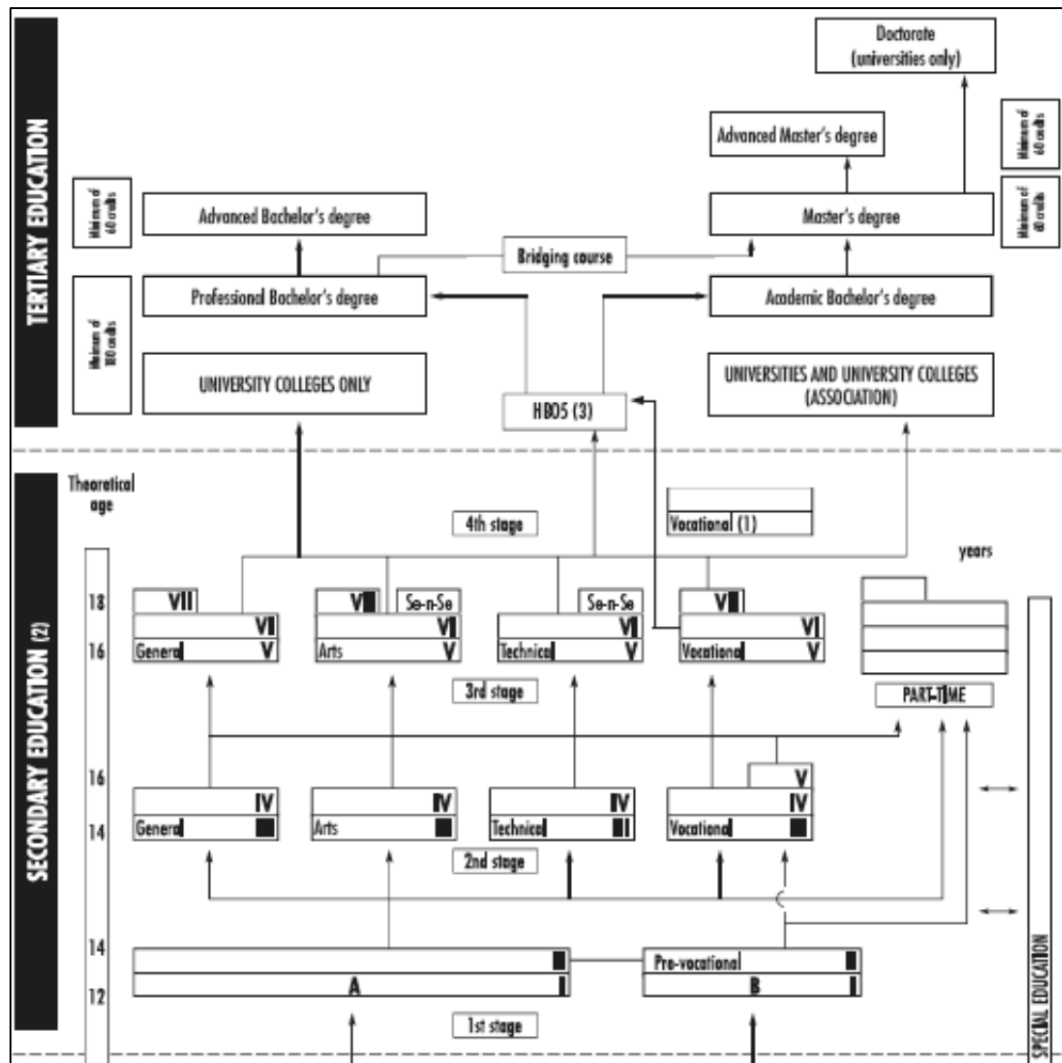 TERTIARY EDUCATION
Doctorate
(universities only)
Minimum of
60 credits
Advanced Master's degree
Minimum of
60 credits
Advanced Bachelor's degree
Master's degree
Minimum of
60 credits
Bridging course
Professional Bachelor's degree
Academic Bachelor's degree
Minimum of
180 credits
UNIVERSITY COLLEGES ONLY
UNIVERSITIES AND UNIVERSITY COLLEGES
(ASSOCIATION)
HBO5 (3)
SECONDARY EDUCATION (2)
Theoretical
age
4th stage
Vocational (1)
years
18
VII
Se-n-Se
Se-n-Se
16
General
V
Arts
V
Technical
V
Vocational
VI
V
3rd stage
PART-TIME
16
V
IV
IV
IV
IV
14
General
Arts
Technical
Vocational
2nd stage
14
Pre-vocational
12
A
I
B
I
1st stage
SPECIAL EDUCATION